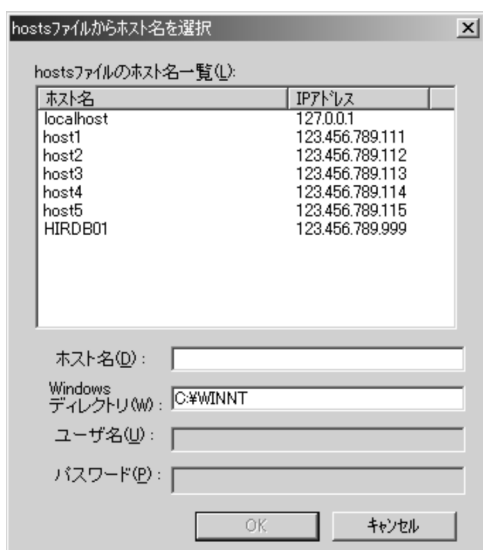 hostsファイルからホスト名を選択
hostsファイルのホスト名一覧(L):
ホスト名 IPアドレス
localhost 127.0.0.1
host1 123.456.789.111
host2 123.456.789.112
host3 123.456.789.113
host4 123.456.789.114
host5 123.456.789.115
HIRDB01 123.456.789.999
ホスト名(D):
Windows
ディレクトリ(W): C:¥WINNT
ユーザ名(U):
パスワード(P):
OK キャンセル